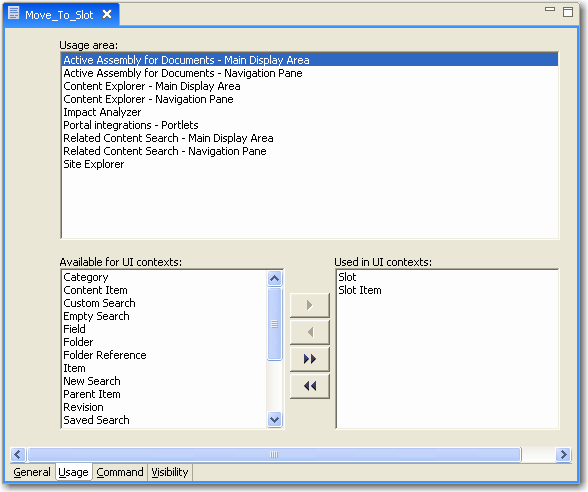 Move_To_Slot
Usage area:
Active Assembly for Documents - Main Display Area
Active Assembly for Documents - Navigation Pane
Content Explorer - Main Display Area
Content Explorer - Navigation Pane
Impact Analyzer
Portal integrations - Portlets
Related Content Search - Main Display Area
Related Content Search - Navigation Pane
Site Explorer
Available for UI contexts:
Category
Content Item
Custom Search
Empty Search
Field
Folder
Folder Reference
Item
New Search
Parent Item
Revision
Saved Search
Used in UI contexts:
Slot
Slot Item
General Usage Command Visibility